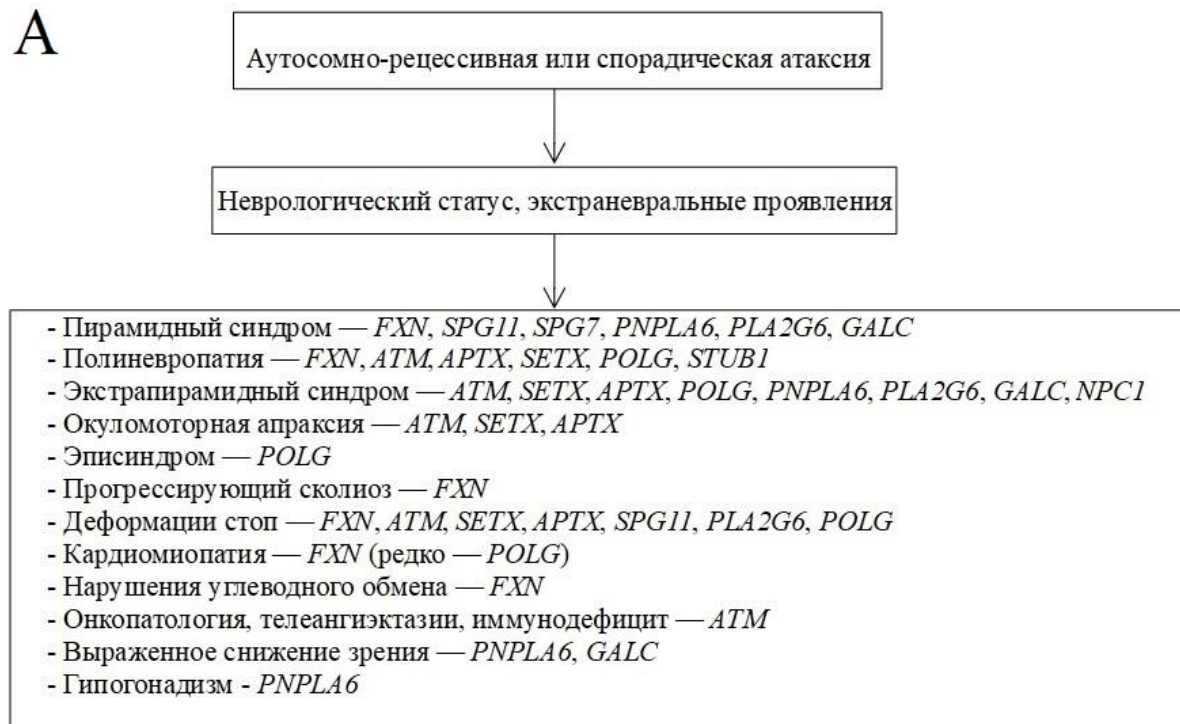 A
Аутосомно-рецессивная или спорадическая атаксия
Неврологический статус, экстраневральные проявления
- Пирамидный синдром — FXN, SPG11, SPG7, PNPLA6, PLA2G6, GALC
- Полиневропатия — FXN, ATM, APTX, SETX, POLG, STUB1
- Экстрапирамидный синдром — ATM, SETX, APTX, POLG, PNPLA6, PLA2G6, GALC, NPC1
- Окуломоторная апраксия — ATM, SETX, APTX
- Эписиндром — POLG
- Прогрессирующий сколиоз — FXN
- Деформации стоп — FXN, ATM, SETX, APTX, SPG11, PLA2G6, POLG
- Кардиомиопатия — FXN (редко — POLG)
- Нарушения углеводного обмена — FXN
- Онкопатология, телеангиэктазии, иммунодефицит — ATM
- Выраженное снижение зрения — PNPLA6, GALC
- Гипогонадизм - PNPLA6